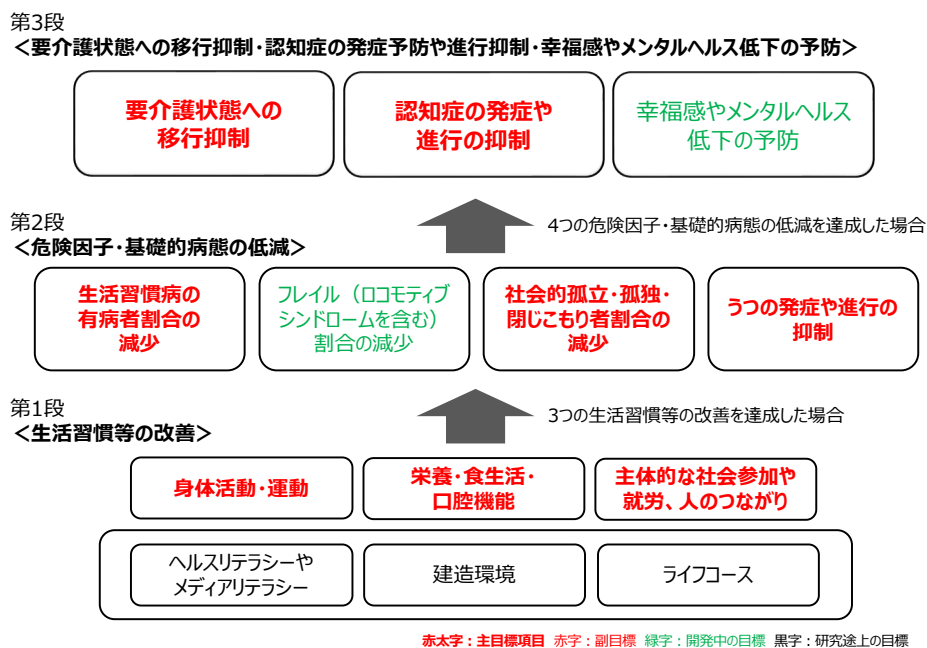 第3段
＜要介護状態への移行抑制・認知症の発症予防や進行抑制・幸福感やメンタルヘルス低下の予防＞
要介護状態への
移行抑制
認知症の発症や
進行の抑制
幸福感やメンタルヘルス
低下の予防
第2段
＜危険因子・基礎的病態の低減＞
4つの危険因子・基礎的病態の低減を達成した場合
生活習慣病の
有病者割合の
減少
フレイル（ロコモティブ
シンドロームを含む）
割合の減少
社会的孤立・孤独・
閉じこもり者割合の
減少
うつの発症や進行の
抑制
第1段
＜生活習慣等の改善＞
3つの生活習慣等の改善を達成した場合
身体活動・運動
栄養・食生活・
口腔機能
主体的な社会参加や
就労、人のつながり
ヘルスリテラシーや
メディアリテラシー
建造環境
ライフコース
赤太字：主目標項目 赤字：副目標 緑字：開発中の目標 黒字：研究途上の目標